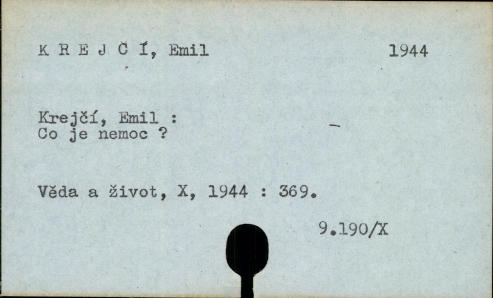 K R E J Č Í, Emil 1944
Krejčí, Emil :
Co je nemoc ?
Věda a život, X, 1944 : 369.
9.190/X